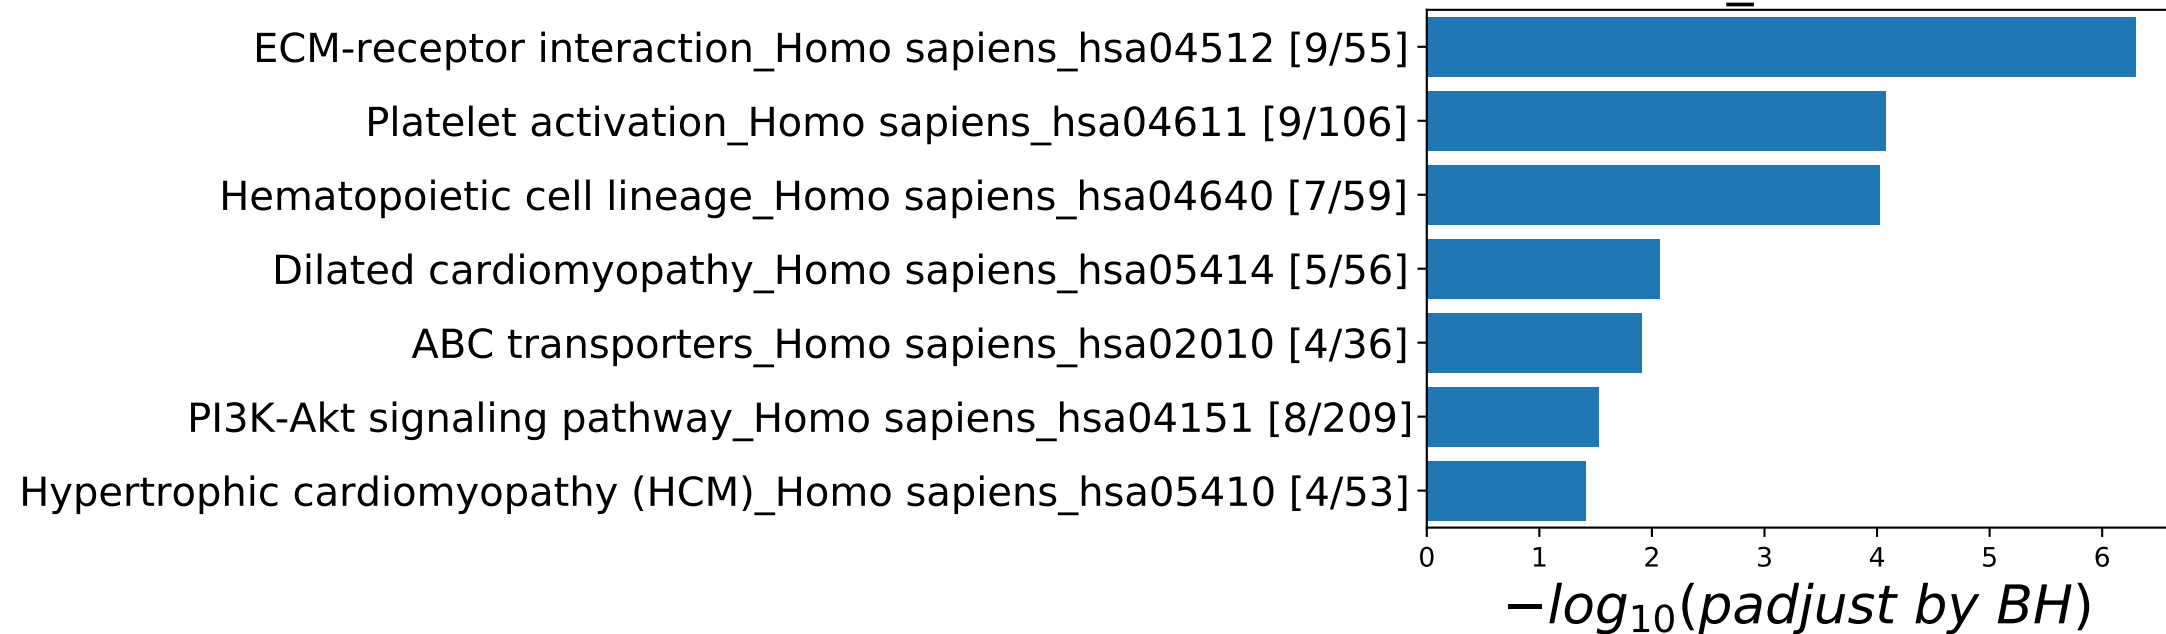 ECM-receptor interaction_Homo sapiens_hsa04512 [9/55]
Platelet activation_Homo sapiens_hsa04611 [9/106]
Hematopoietic cell lineage_Homo sapiens_hsa04640 [7/59]
Dilated cardiomyopathy_Homo sapiens_hsa05414 [5/56]
ABC transporters_Homo sapiens_hsa02010 [4/36]
PI3K-Akt signaling pathway_Homo sapiens_hsa04151 [8/209]
Hypertrophic cardiomyopathy (HCM)_Homo sapiens_hsa05410 [4/53]
0 1 2 3 4 5 6
−log₁₀(padjust by BH)